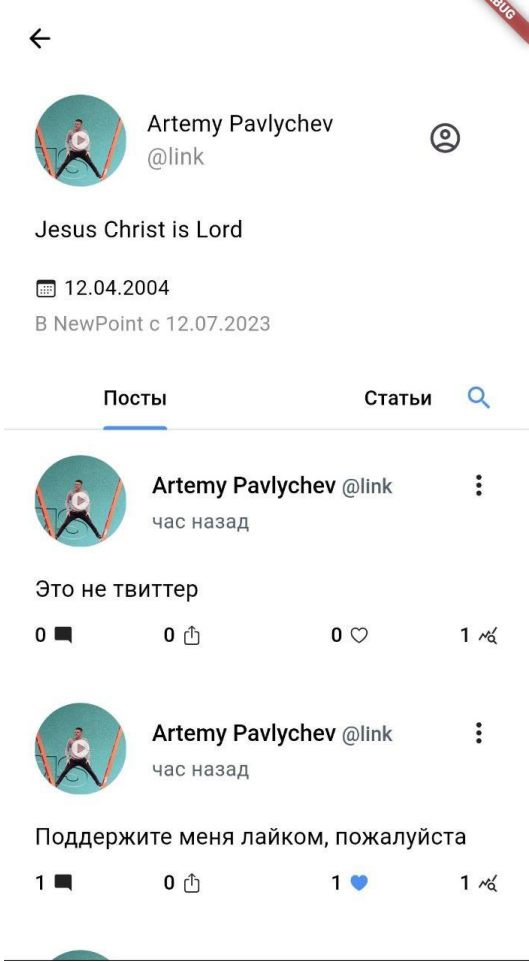 Artemy Pavlychev
@link
Jesus Christ is Lord
12.04.2004
В NewPoint с 12.07.2023
Посты Статьи
Artemy Pavlychev @link
час назад
Это не твиттер
0 0 0 1
Artemy Pavlychev @link
час назад
Поддержите меня лайком, пожалуйста
1 0 1 1